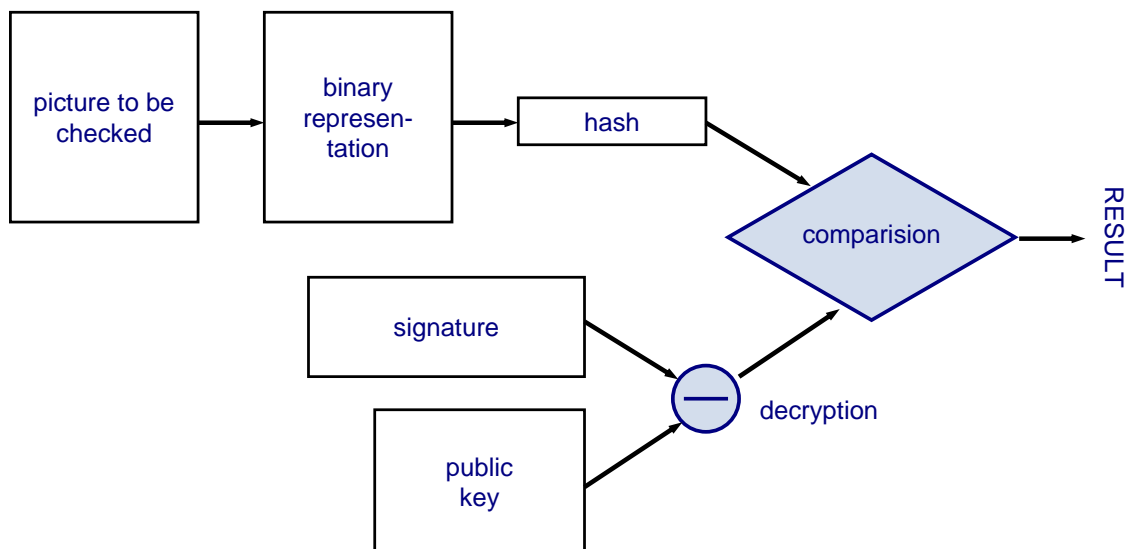 picture to be
checked
binary
represen-
tation
hash
comparision
RESULT
signature
decryption
public
key